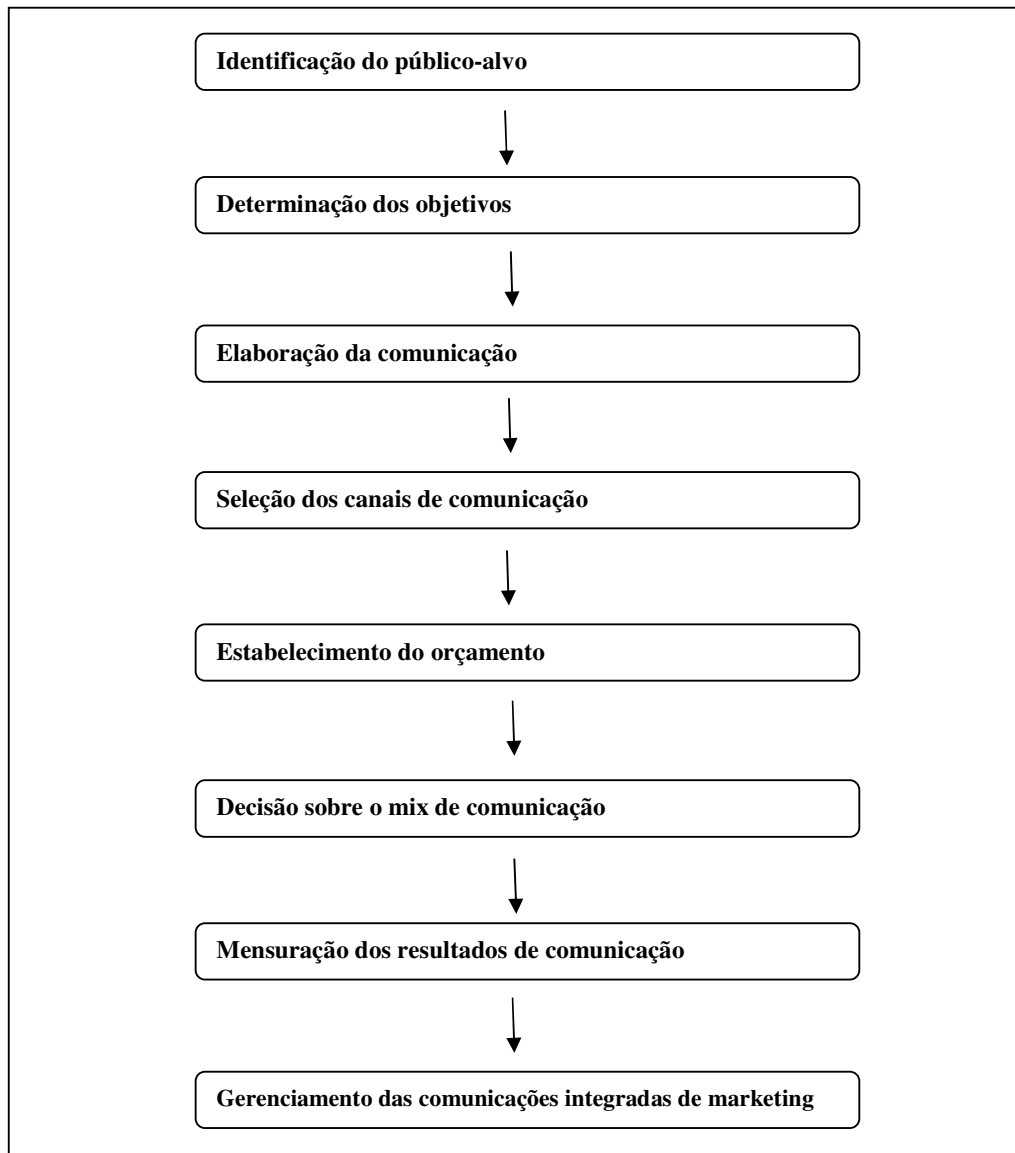 Identificação do público-alvo
Determinação dos objetivos
Elaboração da comunicação
Seleção dos canais de comunicação
Estabelecimento do orçamento
Decisão sobre o mix de comunicação
Mensuração dos resultados de comunicação
Gerenciamento das comunicações integradas de marketing